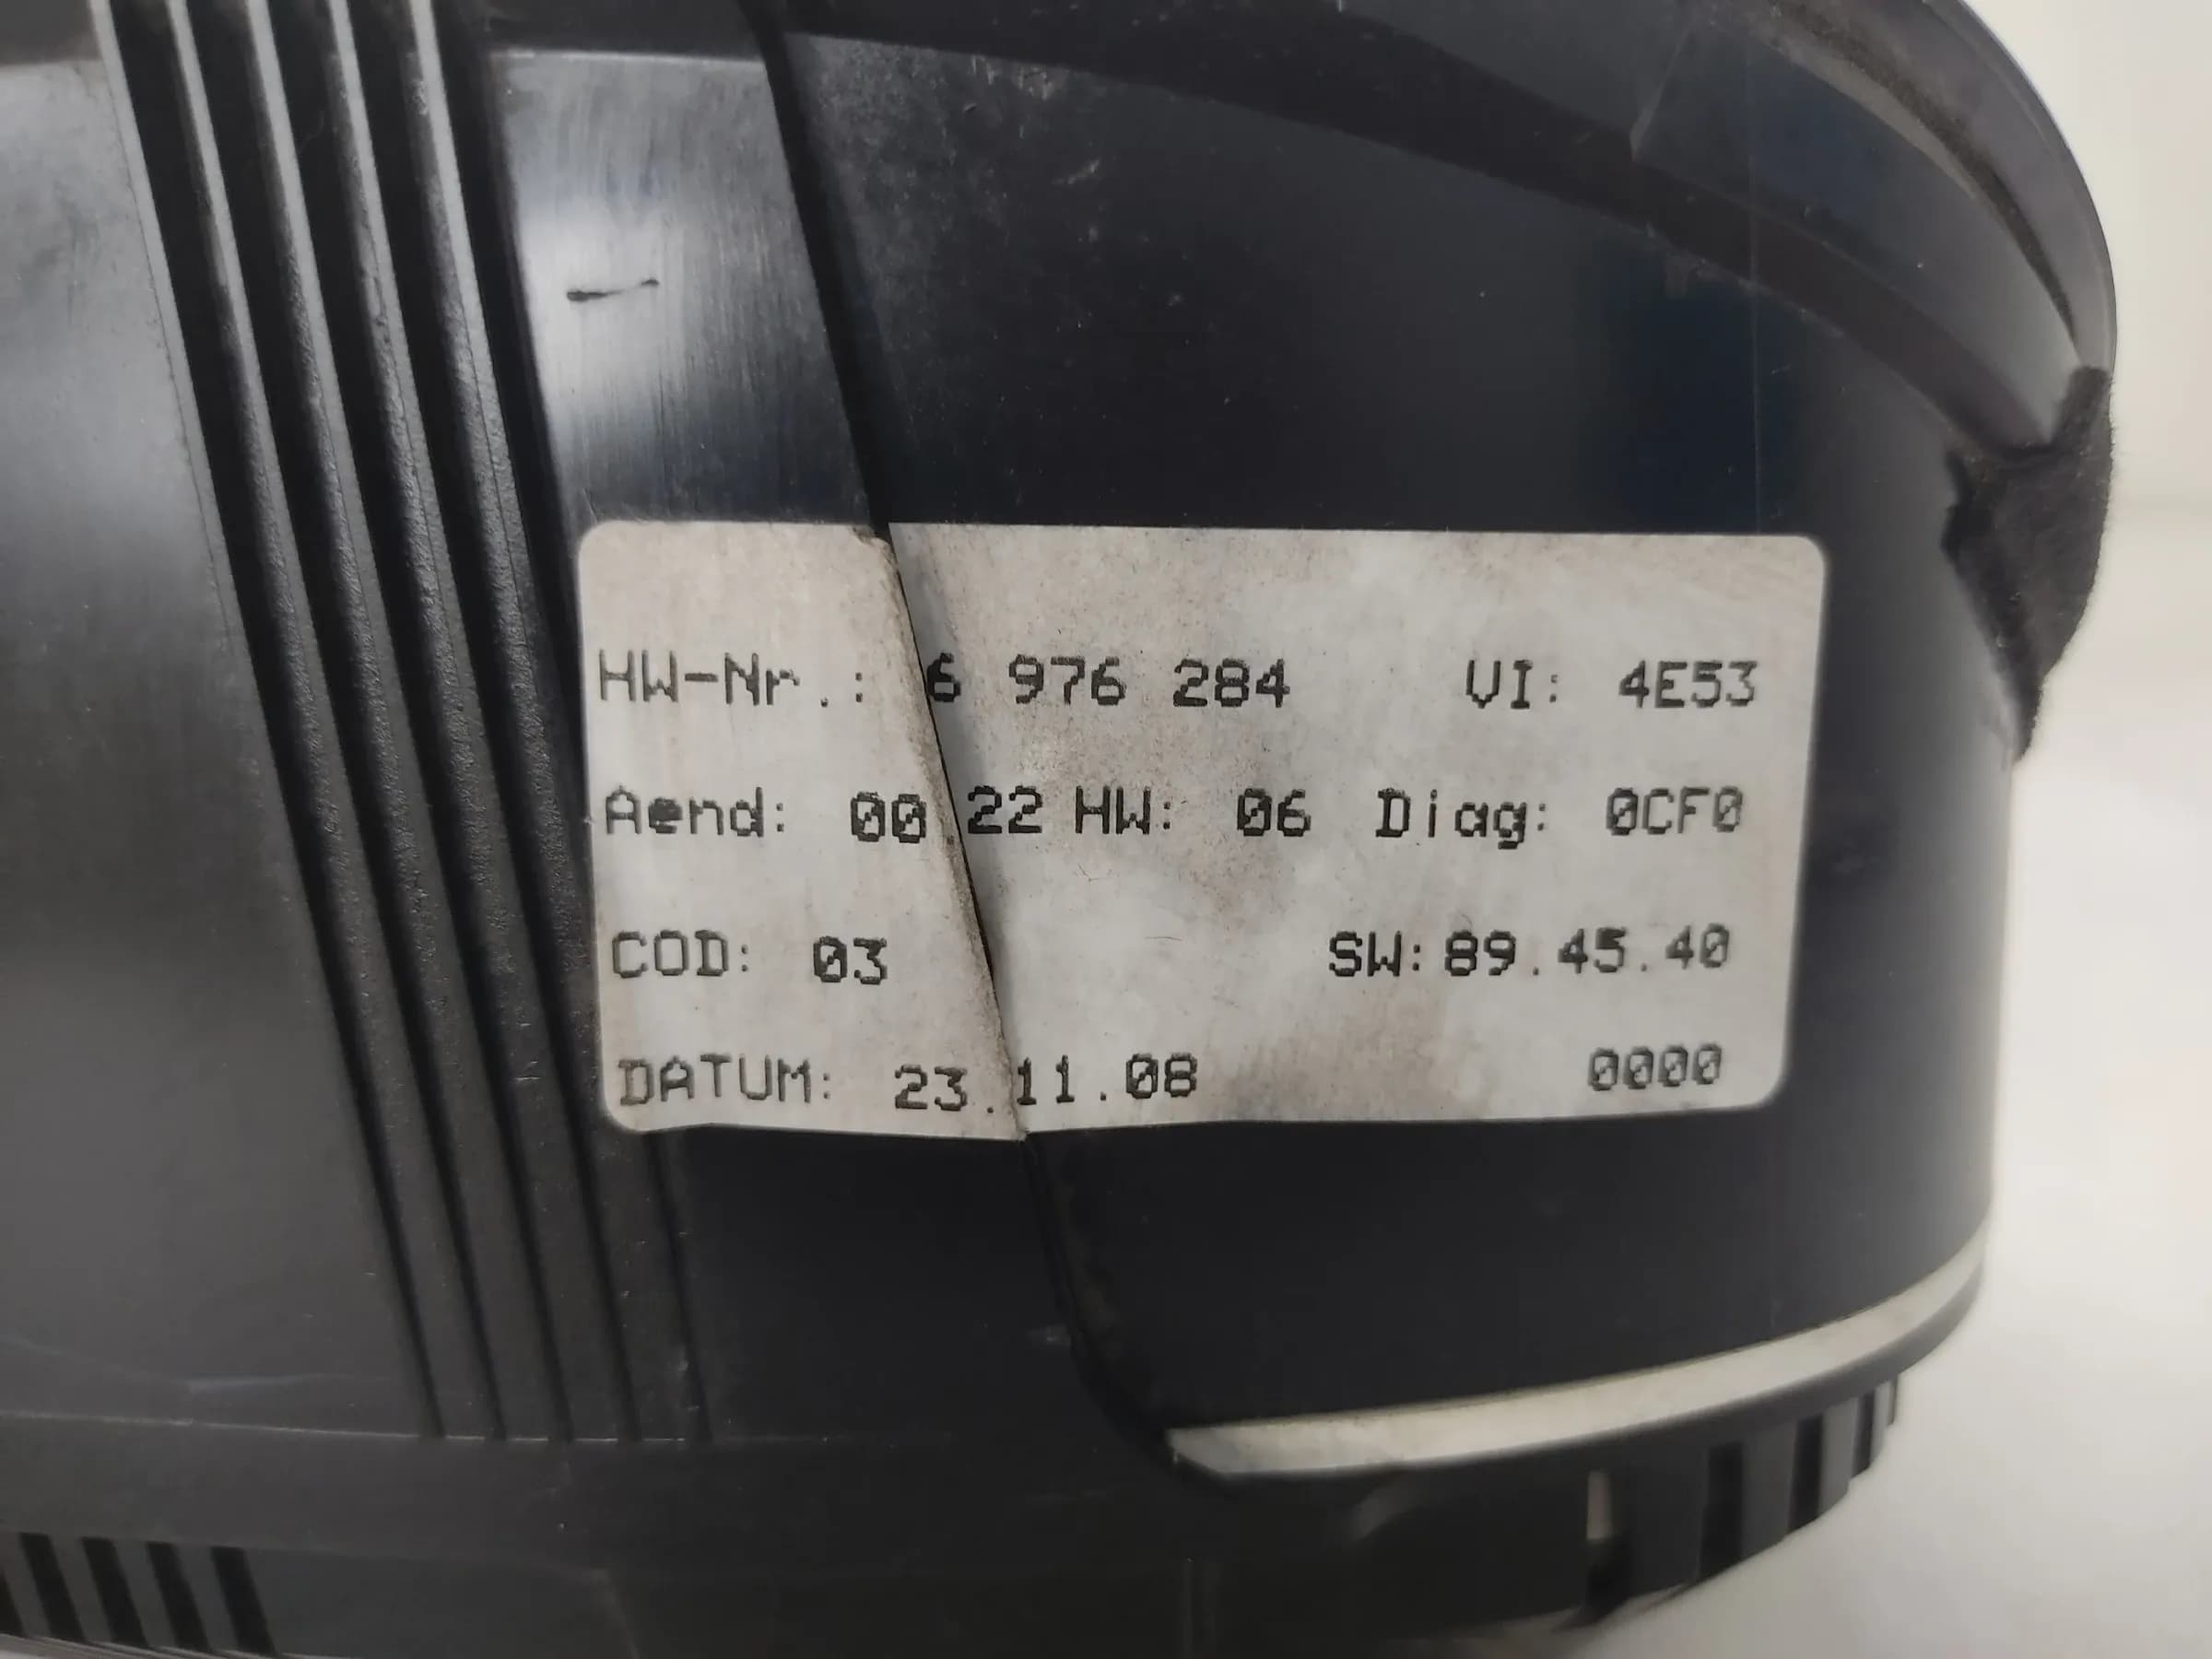 HW-Nr.: 6 976 284 VI: 4E53
Aend: 00 22 HW: 06 Diag: 0CF0
COD: 03 SW: 89.45.40
DATUM: 23.11.08 0000